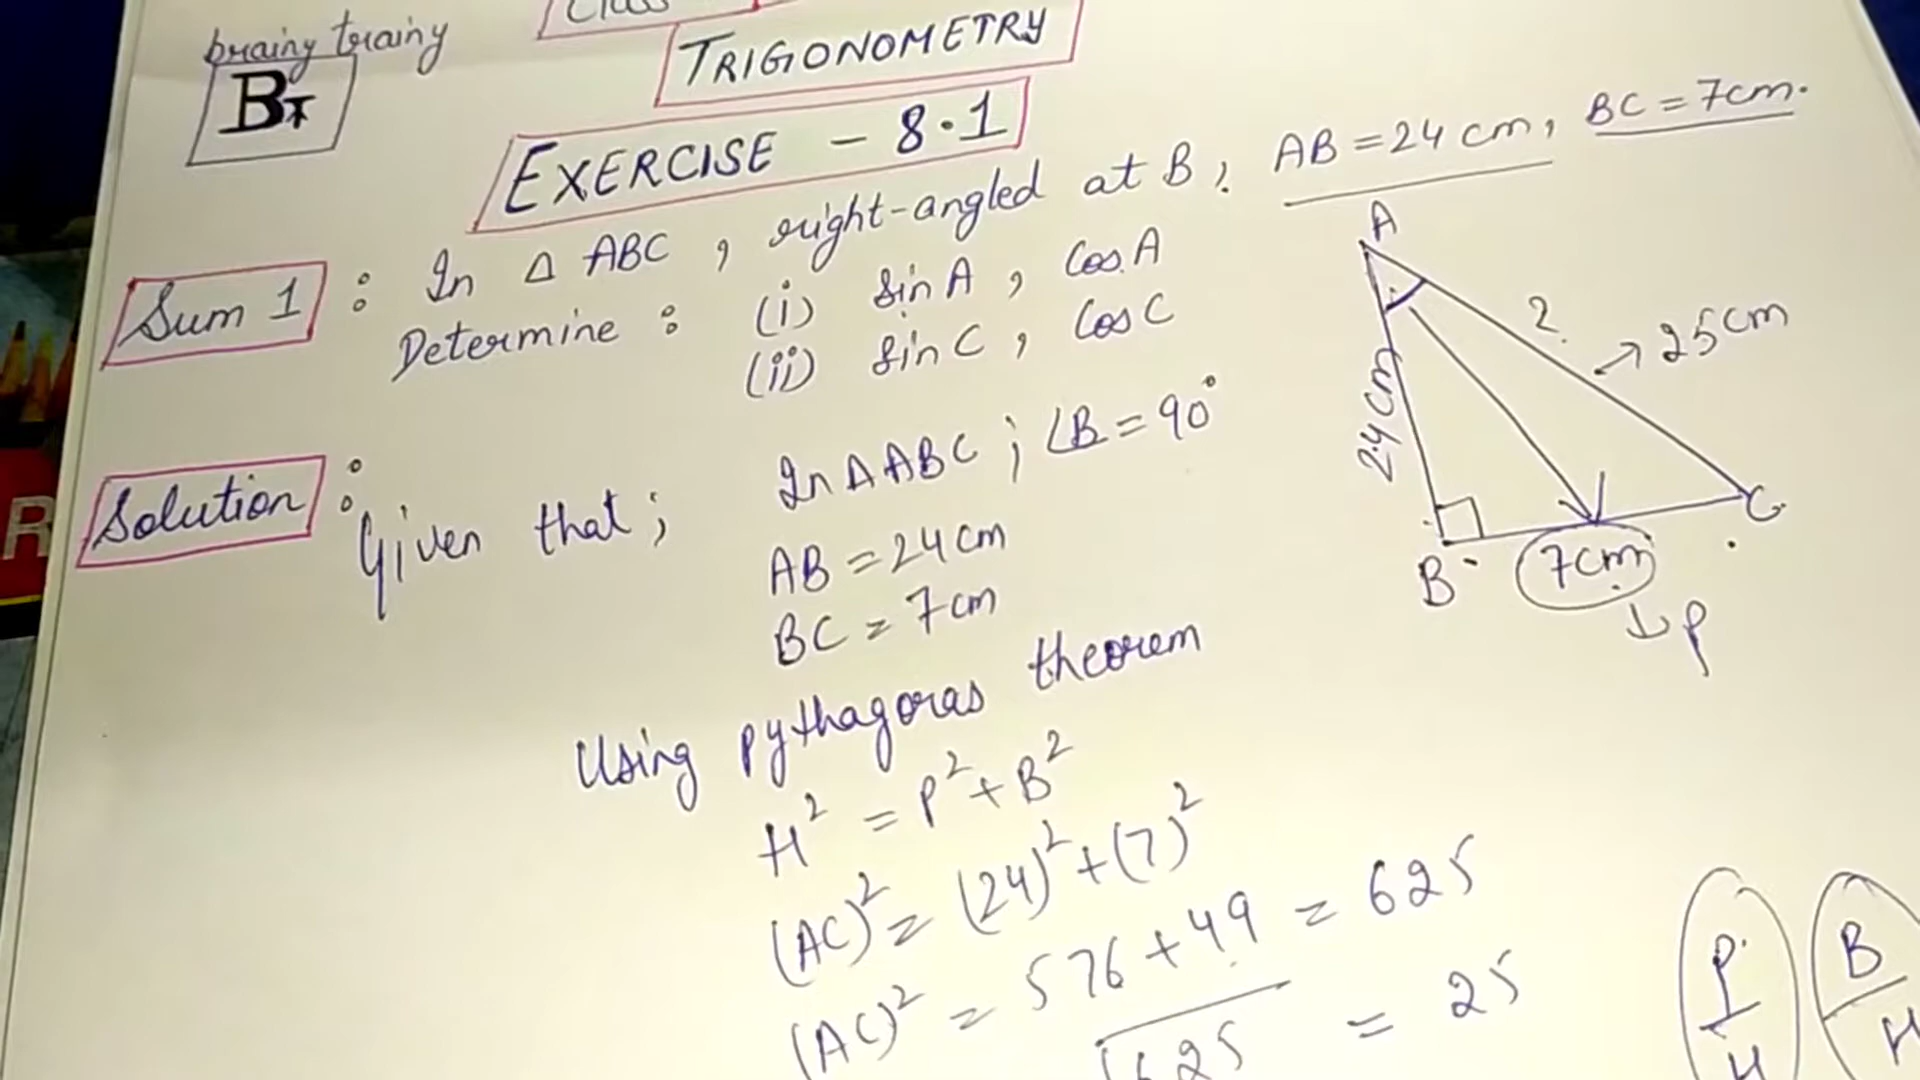 brainy trainy
BT
Class
TRIGONOMETRY
EXERCISE - 8.1
Sum 1 : In △ ABC, right-angled at B, AB = 24 cm, BC = 7cm.
Determine : (i) sin A, Cos A
(ii) sin C, Cos C
Solution :
Given that; In △ ABC; ∠B = 90°
AB = 24 cm
BC = 7 cm
Using pythagoras theorem
H² = P² + B²
(AC)² = (24)² + (7)²
(AC)² = 576 + 49 = 625
√625 = 25
A
24 cm
?
→ 25 cm
B
7cm
C
↓ P
P/H
B/H